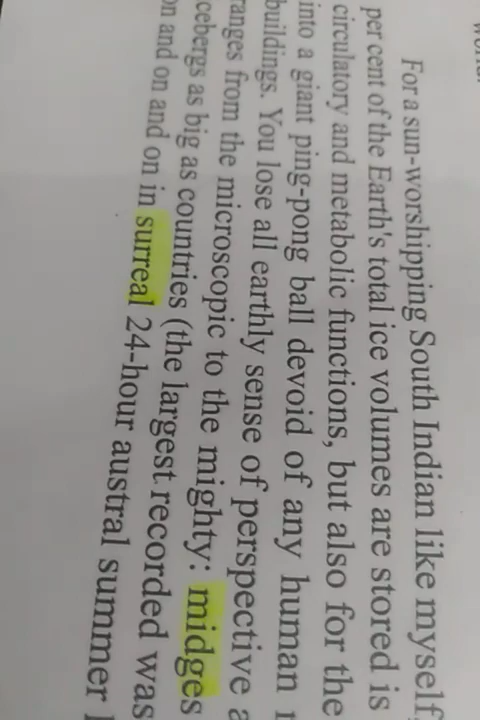 For a sun-worshipping South Indian like myself,
per cent of the Earth's total ice volumes are stored is
circulatory and metabolic functions, but also for the
into a giant ping-pong ball devoid of any human
buildings. You lose all earthly sense of perspective
ranges from the microscopic to the mighty: midges
cebergs as big as countries (the largest recorded was
on and on and on in surreal 24-hour austral summer